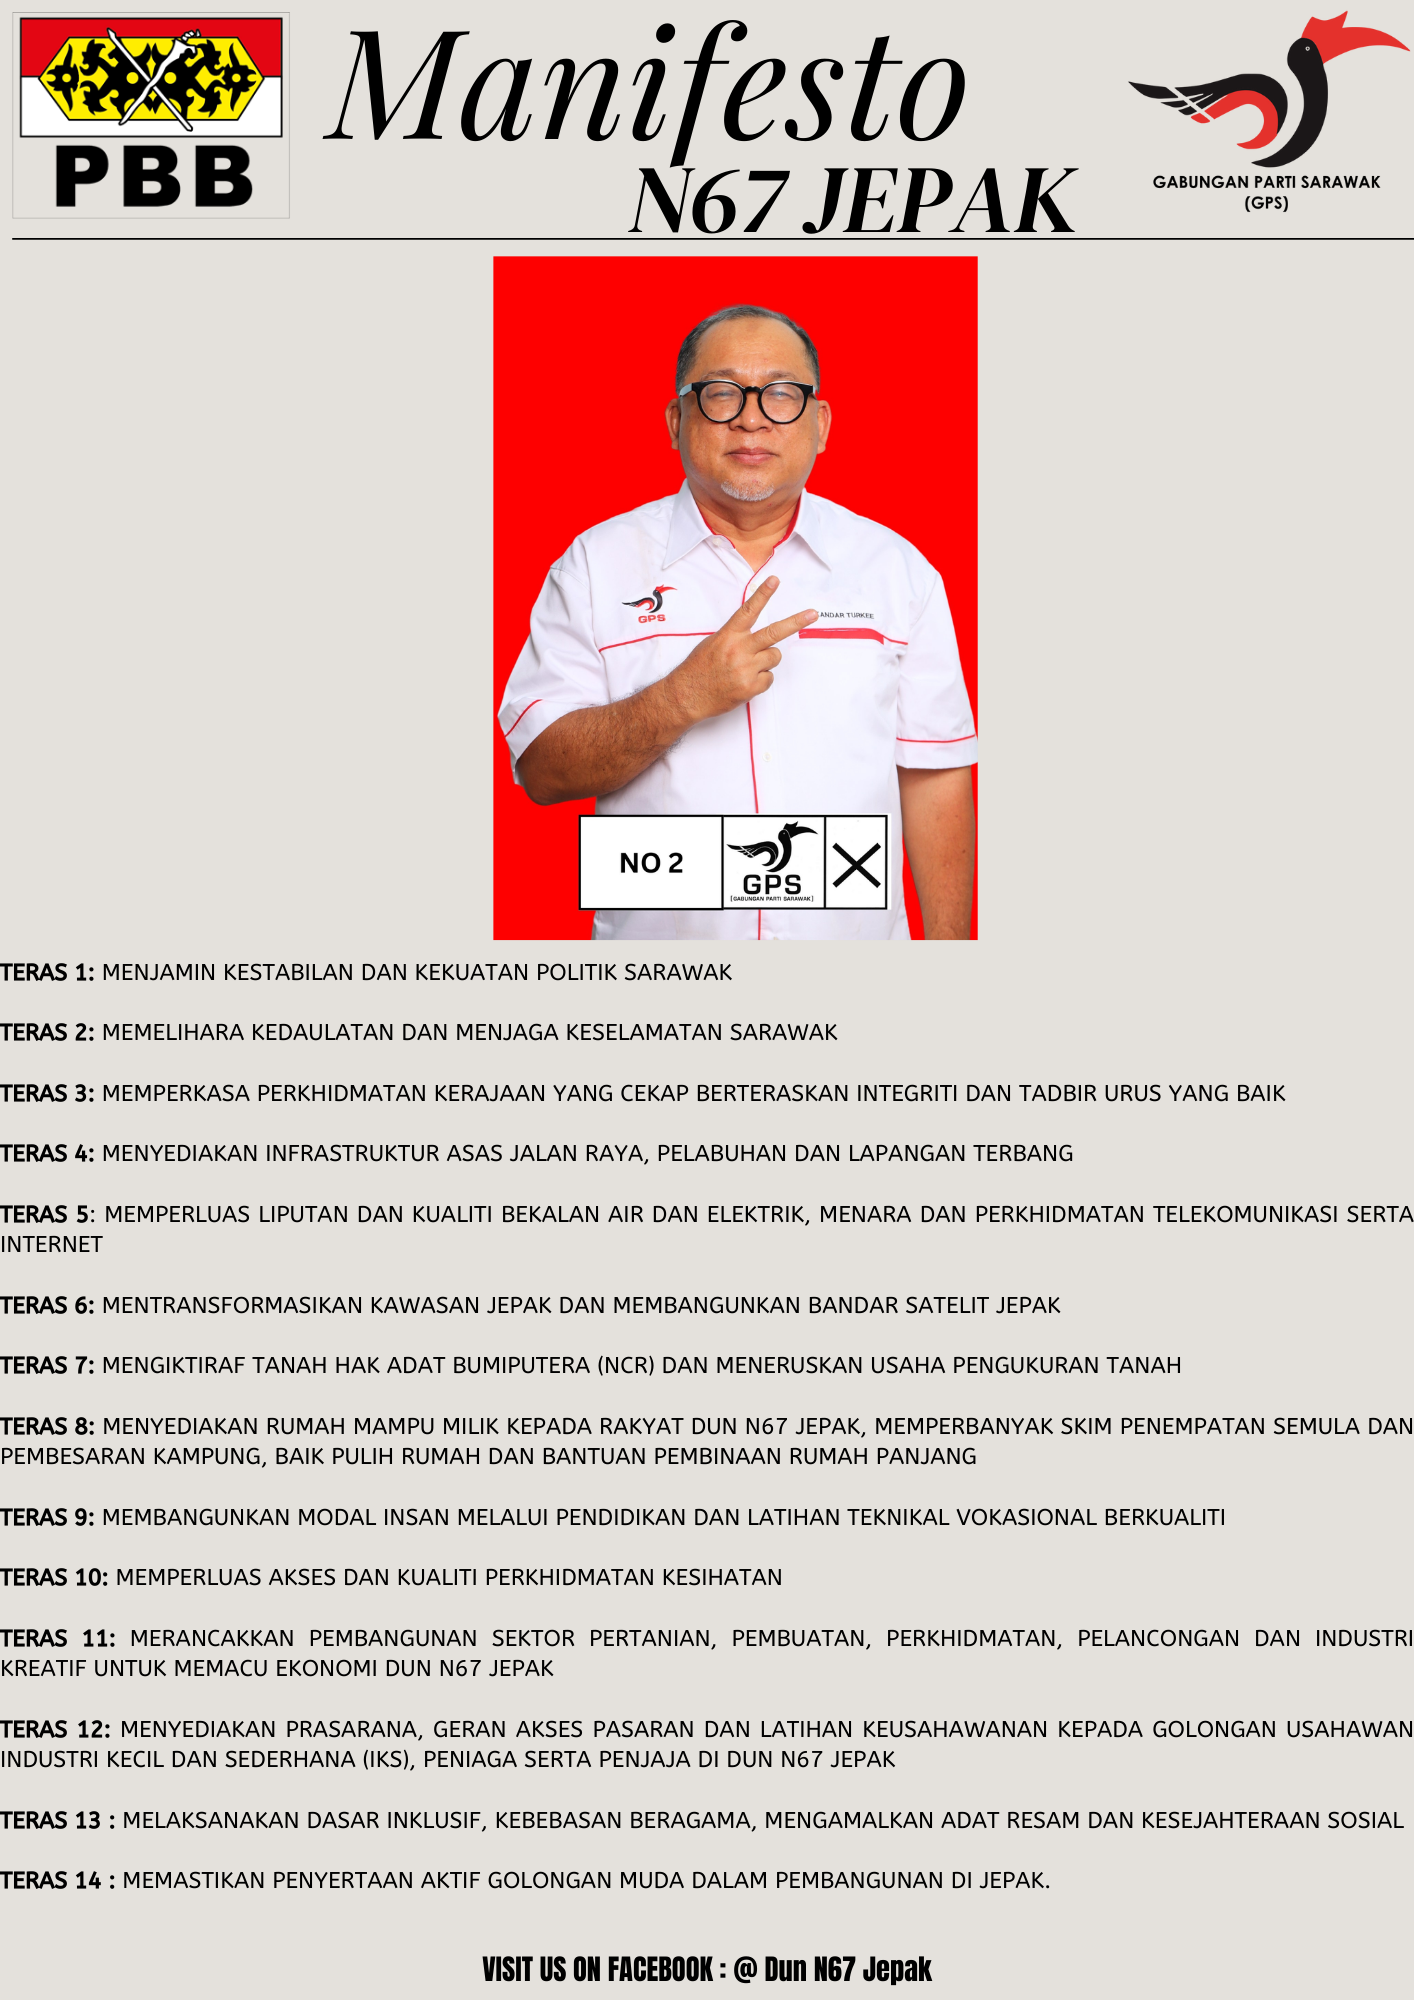 PBB
Manifesto
N67 JEPAK
GABUNGAN PARTI SARAWAK
(GPS)
GPS
ANDAR TURKEE
NO 2
GPS
[GABUNGAN PARTI SARAWAK]
TERAS 1: MENJAMIN KESTABILAN DAN KEKUATAN POLITIK SARAWAK
TERAS 2: MEMELIHARA KEDAULATAN DAN MENJAGA KESELAMATAN SARAWAK
TERAS 3: MEMPERKASA PERKHIDMATAN KERAJAAN YANG CEKAP BERTERASKAN INTEGRITI DAN TADBIR URUS YANG BAIK
TERAS 4: MENYEDIAKAN INFRASTRUKTUR ASAS JALAN RAYA, PELABUHAN DAN LAPANGAN TERBANG
TERAS 5: MEMPERLUAS LIPUTAN DAN KUALITI BEKALAN AIR DAN ELEKTRIK, MENARA DAN PERKHIDMATAN TELEKOMUNIKASI SERTA
INTERNET
TERAS 6: MENTRANSFORMASIKAN KAWASAN JEPAK DAN MEMBANGUNKAN BANDAR SATELIT JEPAK
TERAS 7: MENGIKTIRAF TANAH HAK ADAT BUMIPUTERA (NCR) DAN MENERUSKAN USAHA PENGUKURAN TANAH
TERAS 8: MENYEDIAKAN RUMAH MAMPU MILIK KEPADA RAKYAT DUN N67 JEPAK, MEMPERBANYAK SKIM PENEMPATAN SEMULA DAN
PEMBESARAN KAMPUNG, BAIK PULIH RUMAH DAN BANTUAN PEMBINAAN RUMAH PANJANG
TERAS 9: MEMBANGUNKAN MODAL INSAN MELALUI PENDIDIKAN DAN LATIHAN TEKNIKAL VOKASIONAL BERKUALITI
TERAS 10: MEMPERLUAS AKSES DAN KUALITI PERKHIDMATAN KESIHATAN
TERAS 11: MERANCAKKAN PEMBANGUNAN SEKTOR PERTANIAN, PEMBUATAN, PERKHIDMATAN, PELANCONGAN DAN INDUSTRI
KREATIF UNTUK MEMACU EKONOMI DUN N67 JEPAK
TERAS 12: MENYEDIAKAN PRASARANA, GERAN AKSES PASARAN DAN LATIHAN KEUSAHAWANAN KEPADA GOLONGAN USAHAWAN
INDUSTRI KECIL DAN SEDERHANA (IKS), PENIAGA SERTA PENJAJA DI DUN N67 JEPAK
TERAS 13 : MELAKSANAKAN DASAR INKLUSIF, KEBEBASAN BERAGAMA, MENGAMALKAN ADAT RESAM DAN KESEJAHTERAAN SOSIAL
TERAS 14 : MEMASTIKAN PENYERTAAN AKTIF GOLONGAN MUDA DALAM PEMBANGUNAN DI JEPAK.
VISIT US ON FACEBOOK : @ Dun N67 Jepak